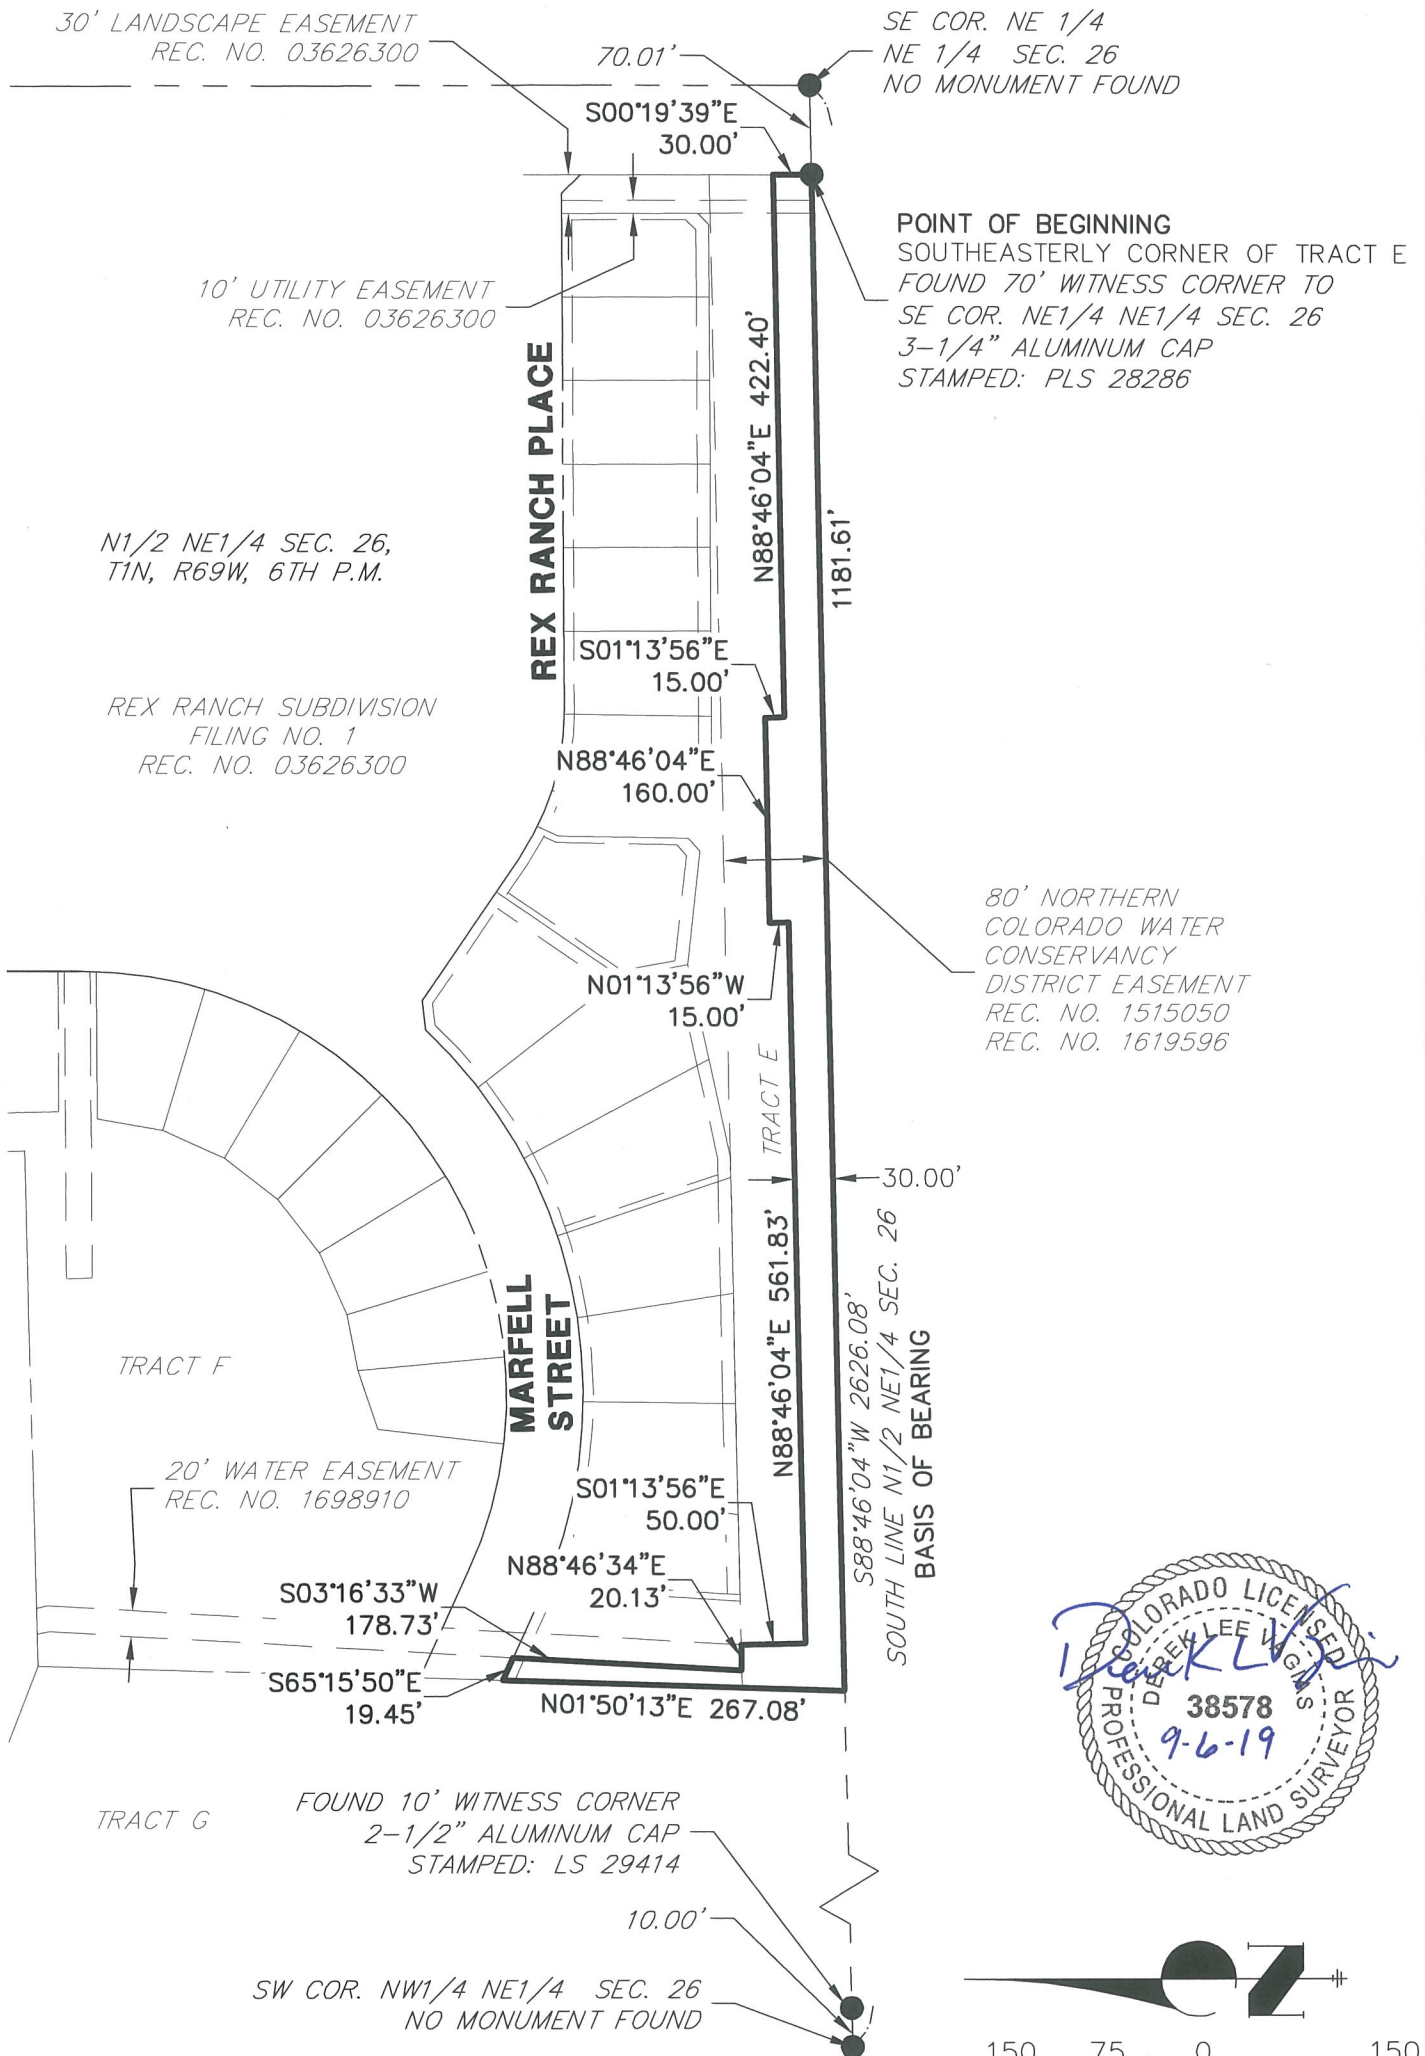 30' LANDSCAPE EASEMENT
REC. NO. 03626300
70.01'
SE COR. NE 1/4
NE 1/4 SEC. 26
NO MONUMENT FOUND
S00°19'39"E
30.00'
POINT OF BEGINNING
SOUTHEASTERLY CORNER OF TRACT E
FOUND 70' WITNESS CORNER TO
SE COR. NE1/4 NE1/4 SEC. 26
3-1/4" ALUMINUM CAP
STAMPED: PLS 28286
10' UTILITY EASEMENT
REC. NO. 03626300
REX RANCH PLACE
N88°46'04"E 422.40'
1181.61'
N1/2 NE1/4 SEC. 26,
T1N, R69W, 6TH P.M.
S01°13'56"E
15.00'
REX RANCH SUBDIVISION
FILING NO. 1
REC. NO. 03626300
N88°46'04"E
160.00'
80' NORTHERN
COLORADO WATER
CONSERVANCY
DISTRICT EASEMENT
REC. NO. 1515050
REC. NO. 1619596
N01°13'56"W
15.00'
TRACT E
30.00'
N88°46'04"E 561.83'
S88°46'04"W 2626.08'
SOUTH LINE N1/2 NE1/4 SEC. 26
BASIS OF BEARING
MARFELL
STREET
TRACT F
20' WATER EASEMENT
REC. NO. 1698910
S01°13'56"E
50.00'
N88°46'34"E
20.13'
S03°16'33"W
178.73'
S65°15'50"E
19.45'
N01°50'13"E 267.08'
COLORADO LICENSED
DEREK LEE
38578
9-6-19
PROFESSIONAL LAND SURVEYOR
TRACT G
FOUND 10' WITNESS CORNER
2-1/2" ALUMINUM CAP
STAMPED: LS 29414
10.00'
SW COR. NW1/4 NE1/4 SEC. 26
NO MONUMENT FOUND
N
150 75 0 150